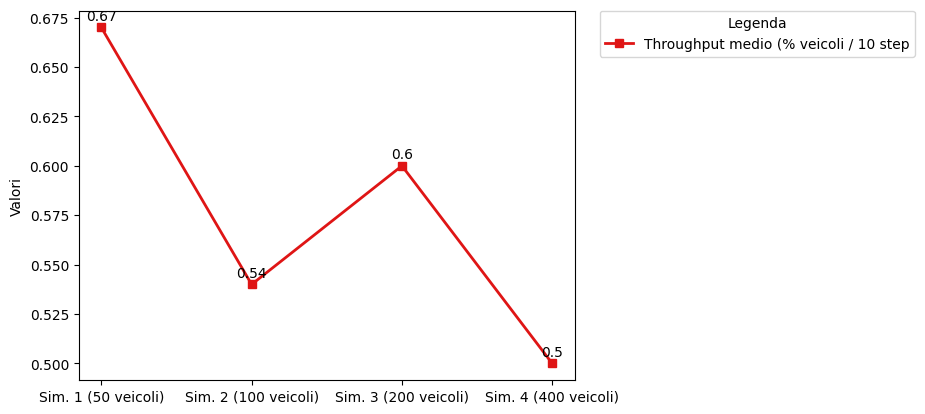 0.675
0.650
0.625
0.600
0.575
0.550
0.525
0.500
Valori
0.67
0.54
0.6
0.5
Sim. 1 (50 veicoli)
Sim. 2 (100 veicoli)
Sim. 3 (200 veicoli)
Sim. 4 (400 veicoli)
Legenda
Throughput medio (% veicoli / 10 step